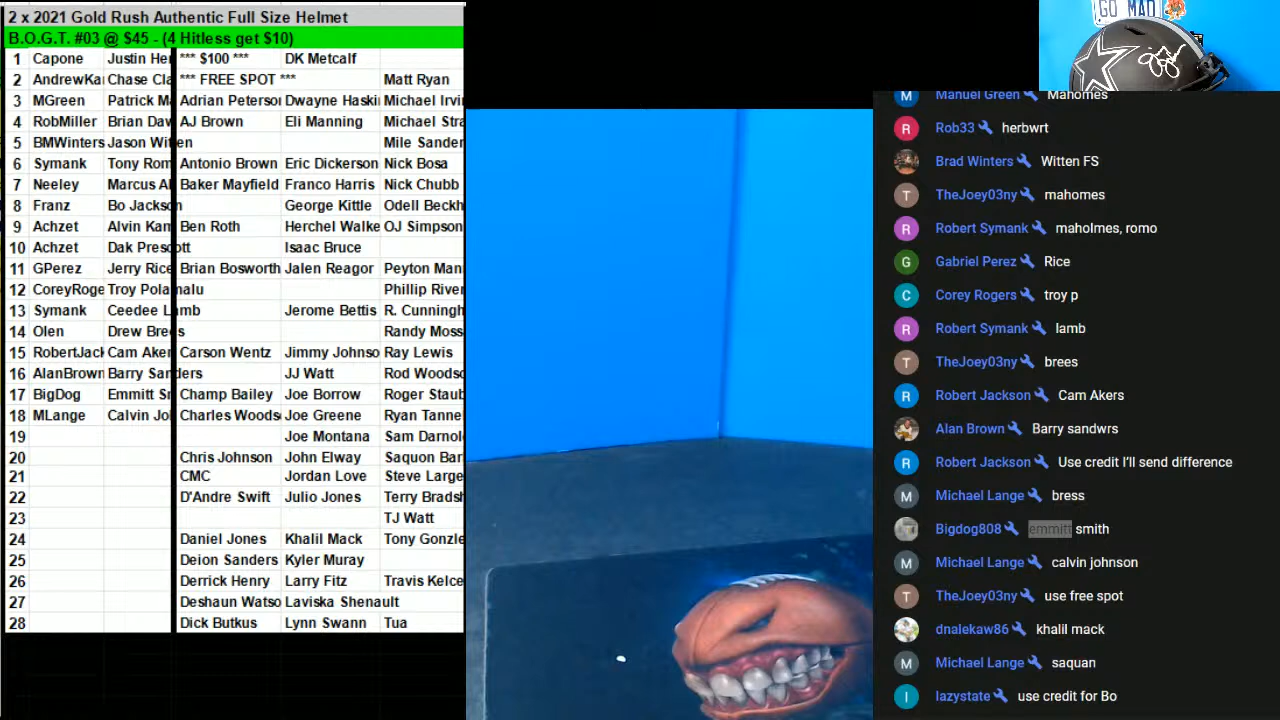 2 x 2021 Gold Rush Authentic Full Size Helmet
B.O.G.T. #03 @ $45 - (4 Hitless get $10)
1 Capone Justin Her *** $100 *** DK Metcalf
2 AndrewKar Chase Cla *** FREE SPOT *** Matt Ryan
3 MGreen Patrick Ma Adrian Peterson Dwayne Haski Michael Irvi
4 RobMiller Brian Daw AJ Brown Eli Manning Michael Stra
5 BMWinters Jason Witten Mile Sander
6 Symank Tony Rom Antonio Brown Eric Dickerson Nick Bosa
7 Neeley Marcus Al Baker Mayfield Franco Harris Nick Chubb
8 Franz Bo Jackson George Kittle Odell Beckh
9 Achzet Alvin Kam Ben Roth Herchel Walke OJ Simpson
10 Achzet Dak Prescott Isaac Bruce
11 GPerez Jerry Rice Brian Bosworth Jalen Reagor Peyton Mann
12 CoreyRoge Troy Polamalu Phillip River
13 Symank Ceedee Lamb Jerome Bettis R. Cunningh
14 Olen Drew Brees Randy Moss
15 RobertJack Cam Aker Carson Wentz Jimmy Johnso Ray Lewis
16 AlanBrown Barry Sanders JJ Watt Rod Woodso
17 BigDog Emmitt Sm Champ Bailey Joe Borrow Roger Staub
18 MLange Calvin Jo Charles Woods Joe Greene Ryan Tanne
19 Joe Montana Sam Darnol
20 Chris Johnson John Elway Saquon Bar
21 CMC Jordan Love Steve Large
22 D'Andre Swift Julio Jones Terry Bradsh
23 TJ Watt
24 Daniel Jones Khalil Mack Tony Gonzle
25 Deion Sanders Kyler Muray
26 Derrick Henry Larry Fitz Travis Kelce
27 Deshaun Watso Laviska Shenault
28 Dick Butkus Lynn Swann Tua
GO MAD
M Manuel Green Mahomes
R Rob33 herbwrt
Brad Winters Witten FS
T TheJoey03ny mahomes
R Robert Symank maholmes, romo
G Gabriel Perez Rice
C Corey Rogers troy p
R Robert Symank lamb
T TheJoey03ny brees
R Robert Jackson Cam Akers
Alan Brown Barry sandwrs
R Robert Jackson Use credit I'll send difference
M Michael Lange bress
Bigdog808 emmitt smith
M Michael Lange calvin johnson
T TheJoey03ny use free spot
dnalekaw86 khalil mack
M Michael Lange saquan
I lazystate use credit for Bo